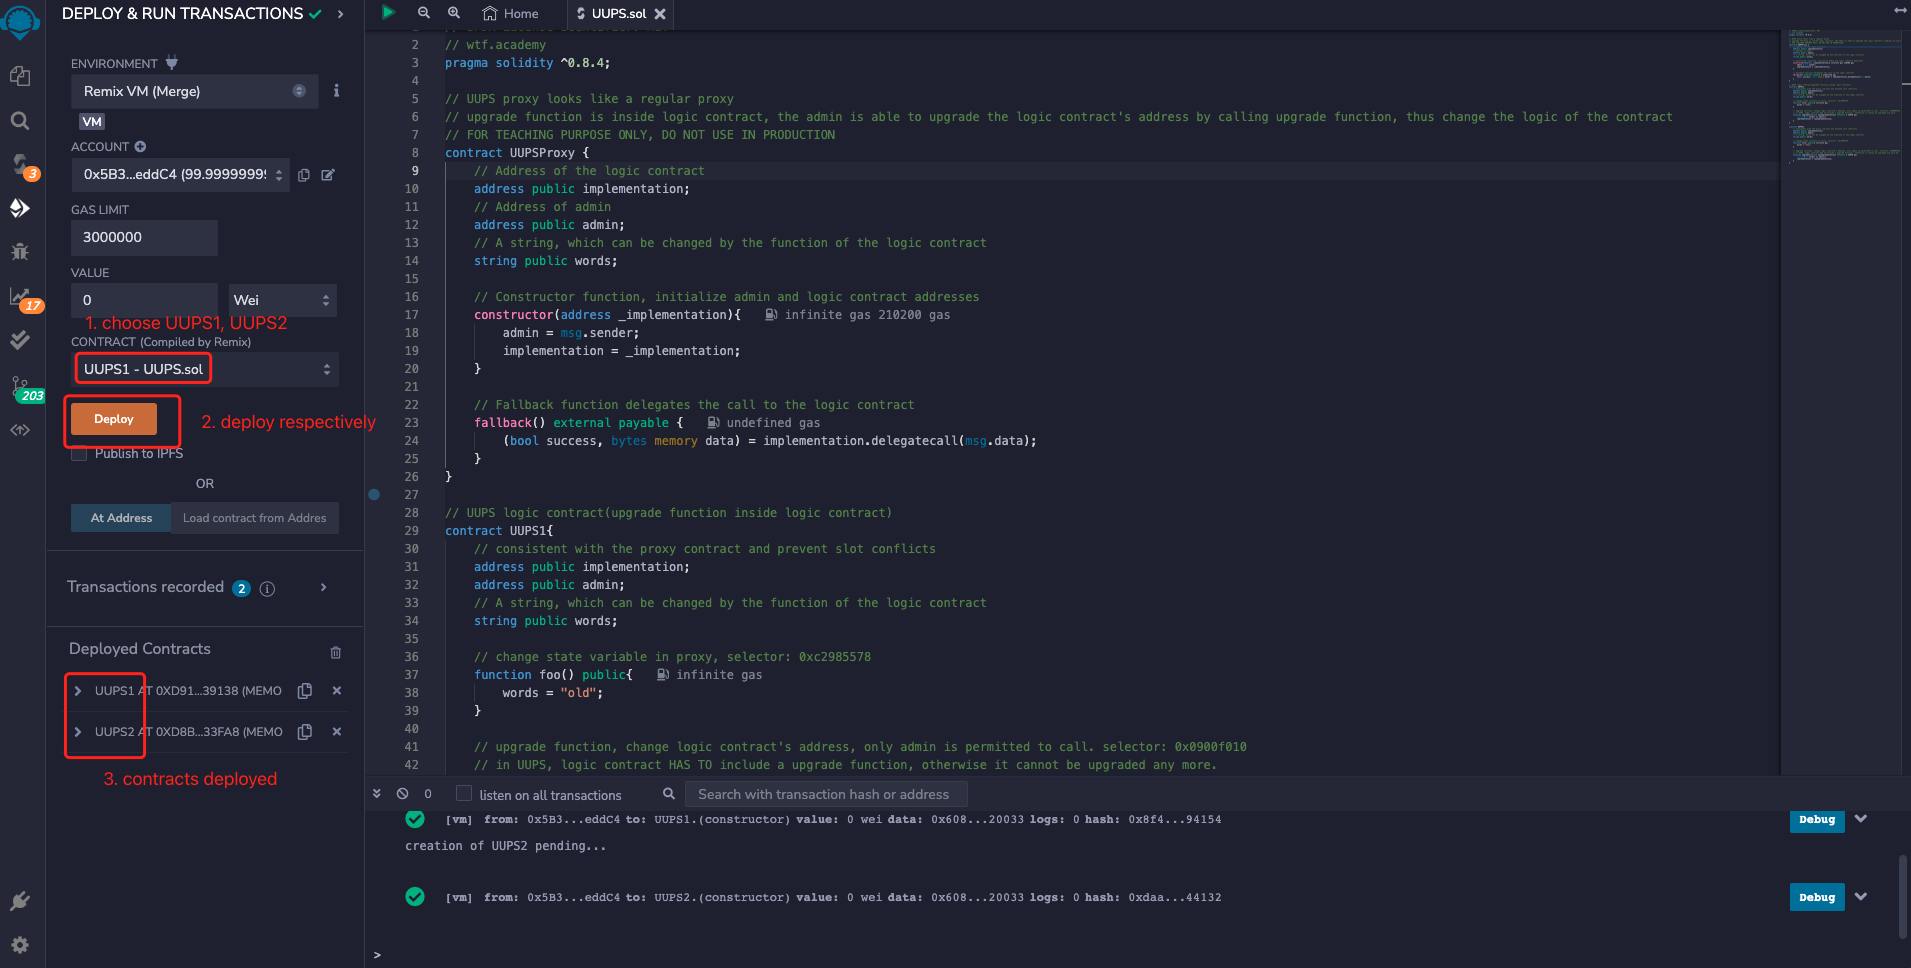 DEPLOY & RUN TRANSACTIONS
ENVIRONMENT
Remix VM (Merge)
VM
ACCOUNT
0x5B3...eddC4 (99.9999999
GAS LIMIT
3000000
VALUE
0
Wei
1. choose UUPS1, UUPS2
CONTRACT (Compiled by Remix)
UUPS1 - UUPS.sol
Deploy
2. deploy respectively
Publish to IPFS
OR
At Address
Load contract from Addres
Transactions recorded 2 i
Deployed Contracts
UUPS1 AT 0XD91...39138 (MEMO
UUPS2 AT 0XD8B...33FA8 (MEMO
3. contracts deployed
3
17
203
Home
UUPS.sol
2 // wtf.academy
3 pragma solidity ^0.8.4;
4
5 // UUPS proxy looks like a regular proxy
6 // upgrade function is inside logic contract, the admin is able to upgrade the logic contract's address by calling upgrade function, thus change the logic of the contract
7 // FOR TEACHING PURPOSE ONLY, DO NOT USE IN PRODUCTION
8 contract UUPSProxy {
9 // Address of the logic contract
10 address public implementation;
11 // Address of admin
12 address public admin;
13 // A string, which can be changed by the function of the logic contract
14 string public words;
15
16 // Constructor function, initialize admin and logic contract addresses
17 constructor(address _implementation){ infinite gas 210200 gas
18 admin = msg.sender;
19 implementation = _implementation;
20 }
21
22 // Fallback function delegates the call to the logic contract
23 fallback() external payable { undefined gas
24 (bool success, bytes memory data) = implementation.delegatecall(msg.data);
25 }
26 }
27
28 // UUPS logic contract(upgrade function inside logic contract)
29 contract UUPS1{
30 // consistent with the proxy contract and prevent slot conflicts
31 address public implementation;
32 address public admin;
33 // A string, which can be changed by the function of the logic contract
34 string public words;
35
36 // change state variable in proxy, selector: 0xc2985578
37 function foo() public{ infinite gas
38 words = "old";
39 }
40
41 // upgrade function, change logic contract's address, only admin is permitted to call. selector: 0x0900f010
42 // in UUPS, logic contract HAS TO include a upgrade function, otherwise it cannot be upgraded any more.
0
listen on all transactions
Search with transaction hash or address
[vm] from: 0x5B3...eddC4 to: UUPS1.(constructor) value: 0 wei data: 0x608...20033 logs: 0 hash: 0x8f4...94154
Debug
creation of UUPS2 pending...
[vm] from: 0x5B3...eddC4 to: UUPS2.(constructor) value: 0 wei data: 0x608...20033 logs: 0 hash: 0xdaa...44132
Debug
>